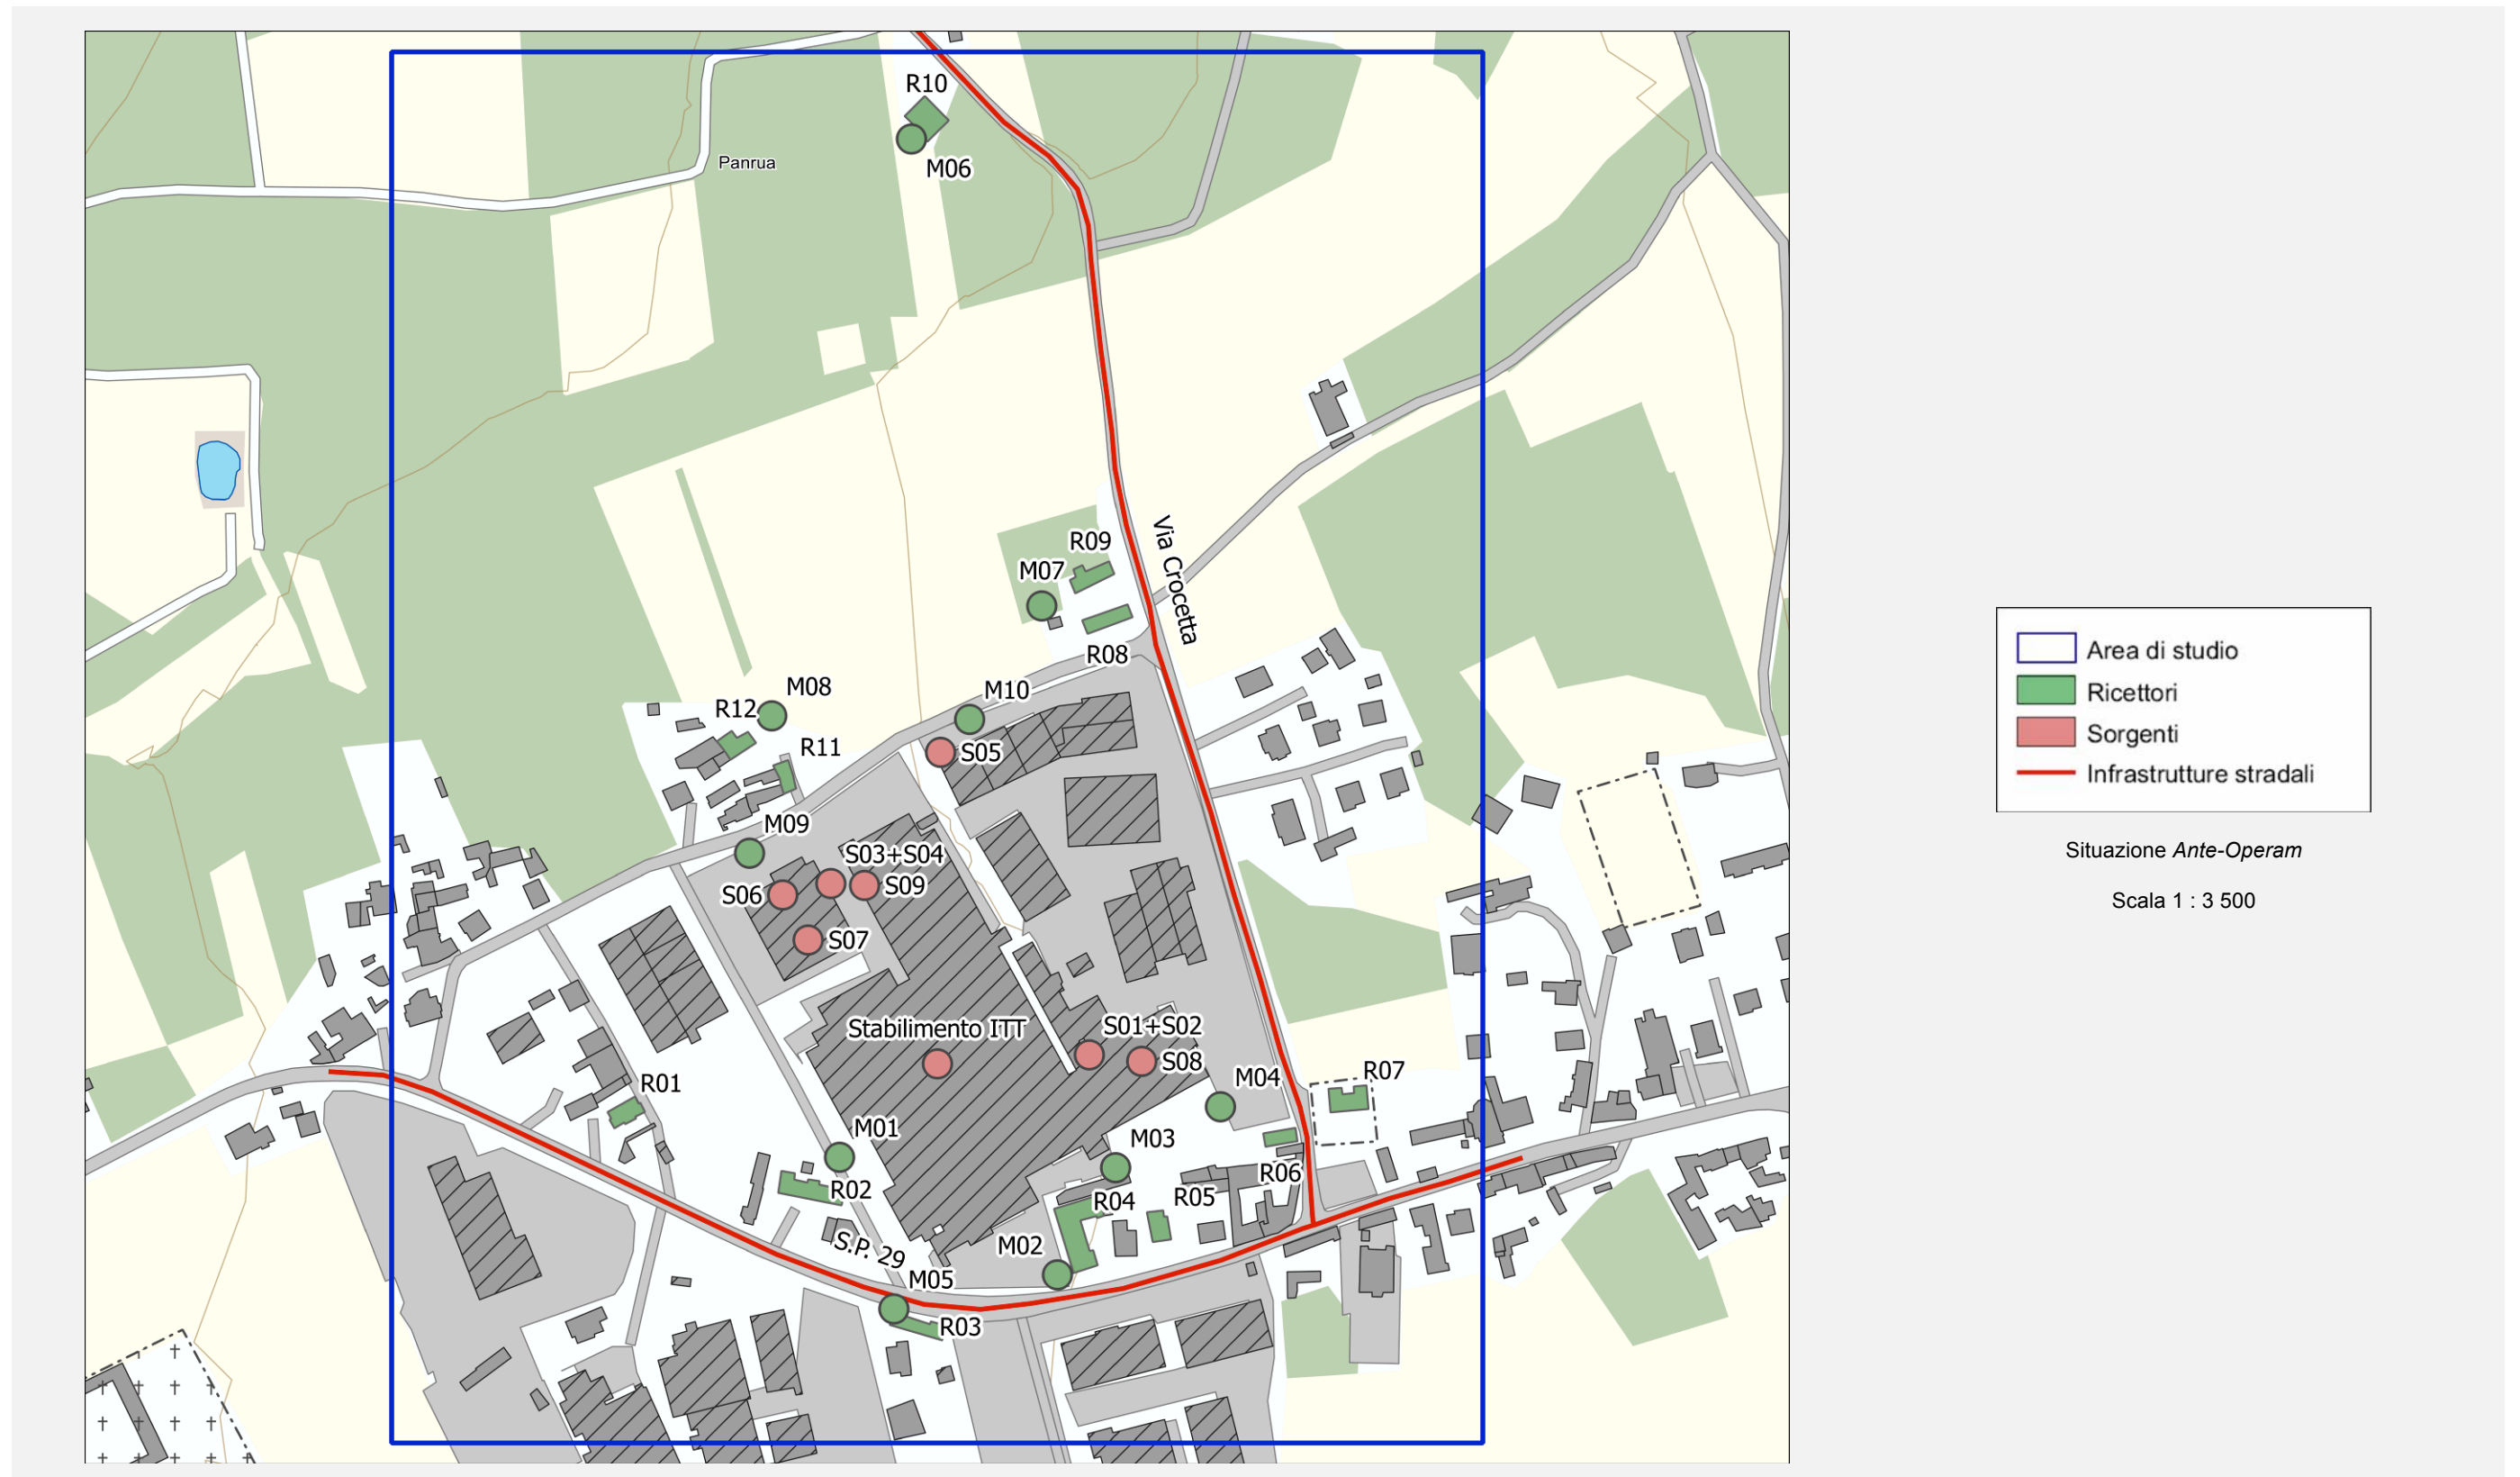 R10
M06
Panrua
Via Crocetta
R09
M07
R08
M10
M08
R12
R11
S05
M09
S03+S04
S06
S09
S07
Stabilimento ITT
S01+S02
S08
M04
R07
R01
M01
M03
R02
R06
R05
R04
S.P. 29
M02
M05
R03
Area di studio
Ricettori
Sorgenti
Infrastrutture stradali
Situazione Ante-Operam
Scala 1 : 3 500